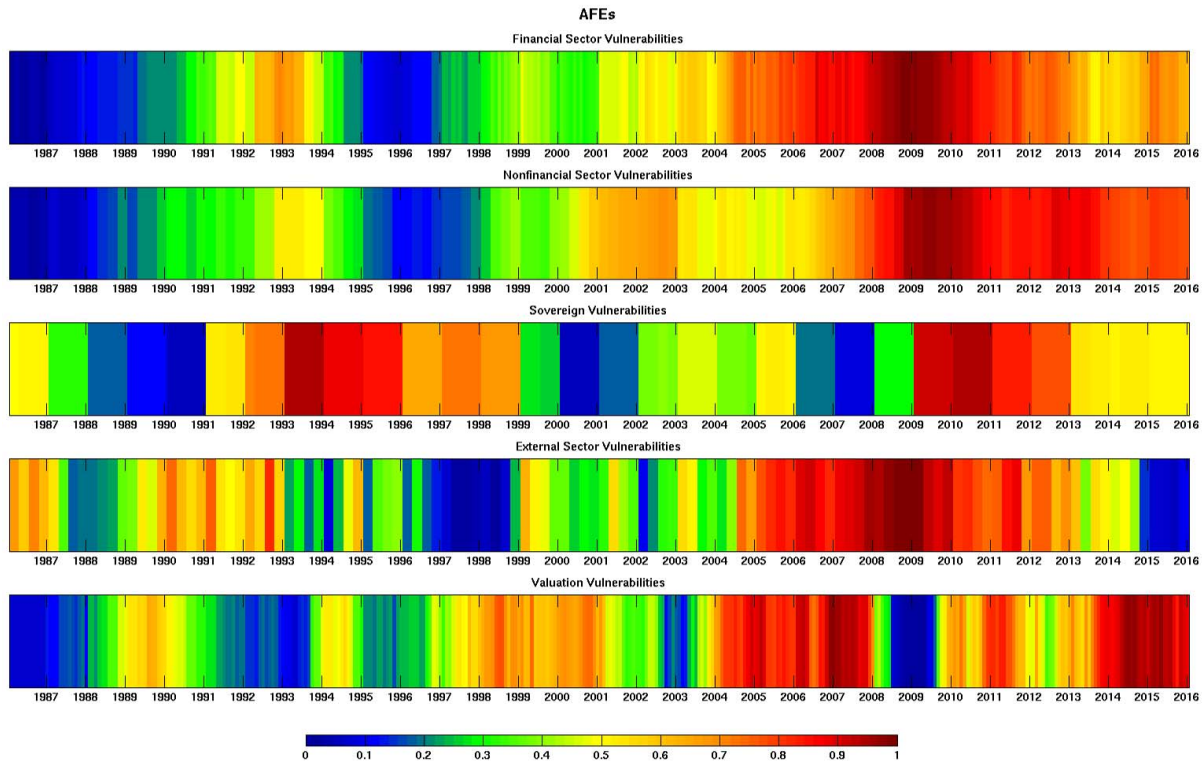 AFEs
Financial Sector Vulnerabilities
1987 1988 1989 1990 1991 1992 1993 1994 1995 1996 1997 1998 1999 2000 2001 2002 2003 2004 2005 2006 2007 2008 2009 2010 2011 2012 2013 2014 2015 2016
Nonfinancial Sector Vulnerabilities
1987 1988 1989 1990 1991 1992 1993 1994 1995 1996 1997 1998 1999 2000 2001 2002 2003 2004 2005 2006 2007 2008 2009 2010 2011 2012 2013 2014 2015 2016
Sovereign Vulnerabilities
1987 1988 1989 1990 1991 1992 1993 1994 1995 1996 1997 1998 1999 2000 2001 2002 2003 2004 2005 2006 2007 2008 2009 2010 2011 2012 2013 2014 2015 2016
External Sector Vulnerabilities
1987 1988 1989 1990 1991 1992 1993 1994 1995 1996 1997 1998 1999 2000 2001 2002 2003 2004 2005 2006 2007 2008 2009 2010 2011 2012 2013 2014 2015 2016
Valuation Vulnerabilities
1987 1988 1989 1990 1991 1992 1993 1994 1995 1996 1997 1998 1999 2000 2001 2002 2003 2004 2005 2006 2007 2008 2009 2010 2011 2012 2013 2014 2015 2016
0 0.1 0.2 0.3 0.4 0.5 0.6 0.7 0.8 0.9 1